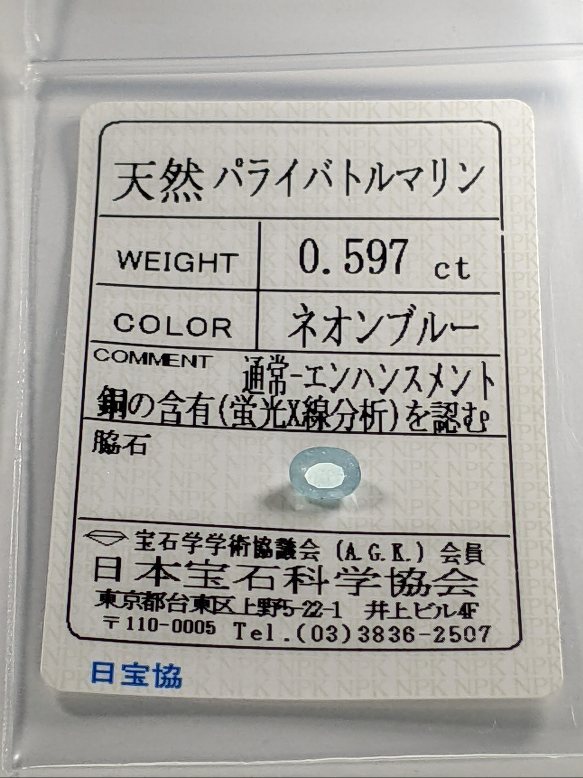 天然パライバトルマリン
WEIGHT 0.597 ct
COLOR ネオンブルー
COMMENT 通常-エンハンスメント
銅の含有(蛍光X線分析)を認む。
脇石
宝石学学術協議会 (A.G.K.) 会員
日本宝石科学協会
東京都台東区上野5-22-1 井上ビル4F
〒110-0005 Tel.(03)3836-2507
日宝協